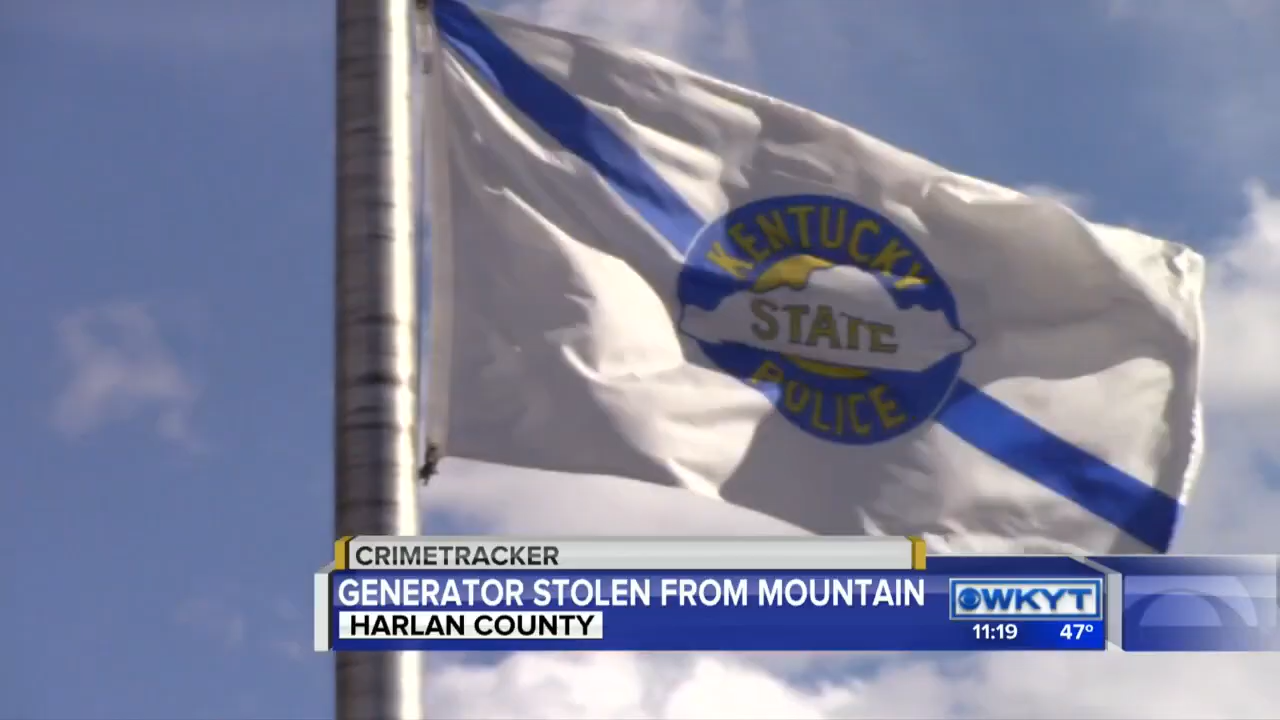 KENTUCKY
STATE
POLICE
CRIMETRACKER
GENERATOR STOLEN FROM MOUNTAIN
HARLAN COUNTY
WKYT
11:19 47°